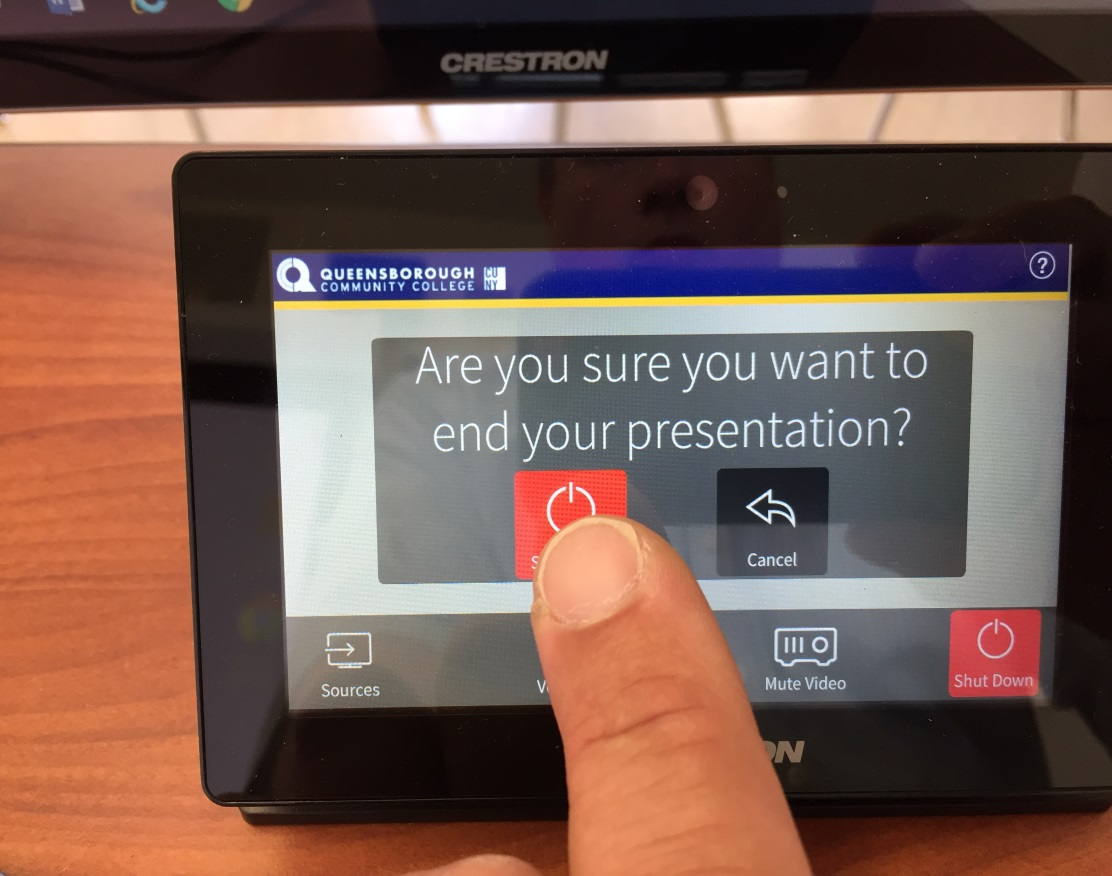 CRESTRON
QUEENSBOROUGH
COMMUNITY COLLEGE
CU
NY
?
Are you sure you want to
end your presentation?
Cancel
Sources
Mute Video
Shut Down